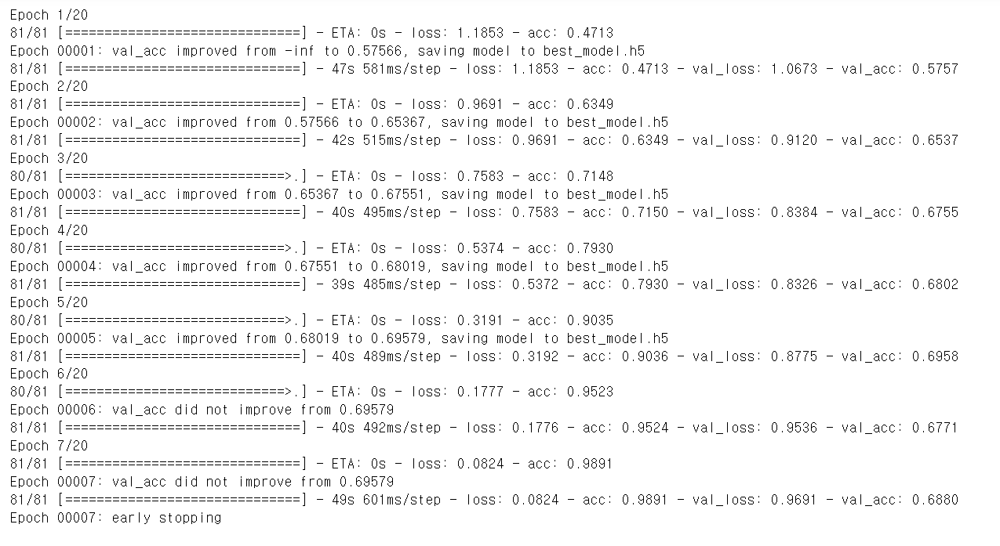 Epoch 1/20
81/81 [==============================] - ETA: 0s - loss: 1.1853 - acc: 0.4713
Epoch 00001: val_acc improved from -inf to 0.57566, saving model to best_model.h5
81/81 [==============================] - 47s 581ms/step - loss: 1.1853 - acc: 0.4713 - val_loss: 1.0673 - val_acc: 0.5757
Epoch 2/20
81/81 [==============================] - ETA: 0s - loss: 0.9691 - acc: 0.6349
Epoch 00002: val_acc improved from 0.57566 to 0.65367, saving model to best_model.h5
81/81 [==============================] - 42s 515ms/step - loss: 0.9691 - acc: 0.6349 - val_loss: 0.9120 - val_acc: 0.6537
Epoch 3/20
80/81 [============================>.] - ETA: 0s - loss: 0.7583 - acc: 0.7148
Epoch 00003: val_acc improved from 0.65367 to 0.67551, saving model to best_model.h5
81/81 [==============================] - 40s 495ms/step - loss: 0.7583 - acc: 0.7150 - val_loss: 0.8384 - val_acc: 0.6755
Epoch 4/20
80/81 [============================>.] - ETA: 0s - loss: 0.5374 - acc: 0.7930
Epoch 00004: val_acc improved from 0.67551 to 0.68019, saving model to best_model.h5
81/81 [==============================] - 39s 485ms/step - loss: 0.5372 - acc: 0.7930 - val_loss: 0.8326 - val_acc: 0.6802
Epoch 5/20
80/81 [============================>.] - ETA: 0s - loss: 0.3191 - acc: 0.9035
Epoch 00005: val_acc improved from 0.68019 to 0.69579, saving model to best_model.h5
81/81 [==============================] - 40s 489ms/step - loss: 0.3192 - acc: 0.9036 - val_loss: 0.8775 - val_acc: 0.6958
Epoch 6/20
80/81 [============================>.] - ETA: 0s - loss: 0.1777 - acc: 0.9523
Epoch 00006: val_acc did not improve from 0.69579
81/81 [==============================] - 40s 492ms/step - loss: 0.1776 - acc: 0.9524 - val_loss: 0.9536 - val_acc: 0.6771
Epoch 7/20
81/81 [==============================] - ETA: 0s - loss: 0.0824 - acc: 0.9891
Epoch 00007: val_acc did not improve from 0.69579
81/81 [==============================] - 49s 601ms/step - loss: 0.0824 - acc: 0.9891 - val_loss: 0.9691 - val_acc: 0.6880
Epoch 00007: early stopping